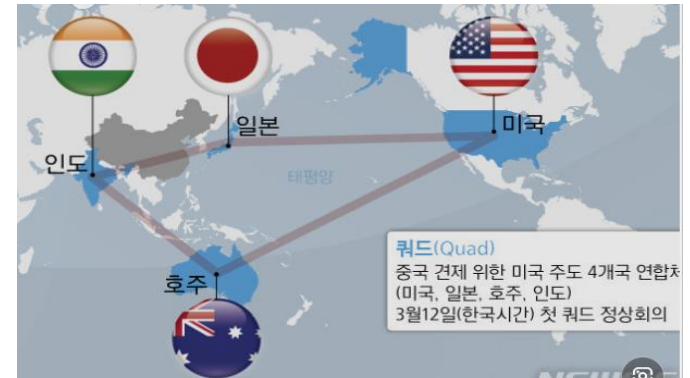 일본
미국
인도
태평양
호주
쿼드(Quad)
중국 견제 위한 미국 주도 4개국 연합체
(미국, 일본, 호주, 인도)
3월12일(한국시간) 첫 쿼드 정상회의